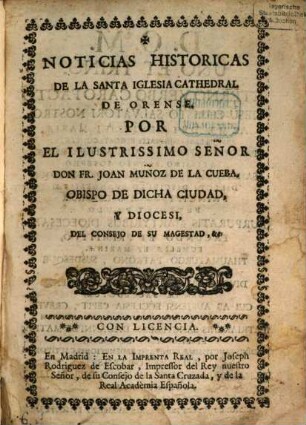 NOTICIAS HISTORICAS
DE LA SANTA IGLESIA CATHEDRAL
DE ORENSE,
POR
EL ILUSTRISSIMO SEÑOR
DON FR. JOAN MUÑOZ DE LA CUEBA,
OBISPO DE DICHA CIUDAD,
Y DIOCESI,
DEL CONSEJO DE SU MAGESTAD, &c.
CON LICENCIA.
En Madrid: EN LA IMPRENTA REAL, por Joseph
Rodriguez de Escobar, Impressor del Rey nuestro
Señor, de su Consejo de la Santa Cruzada, y de la
Real Academia Española.